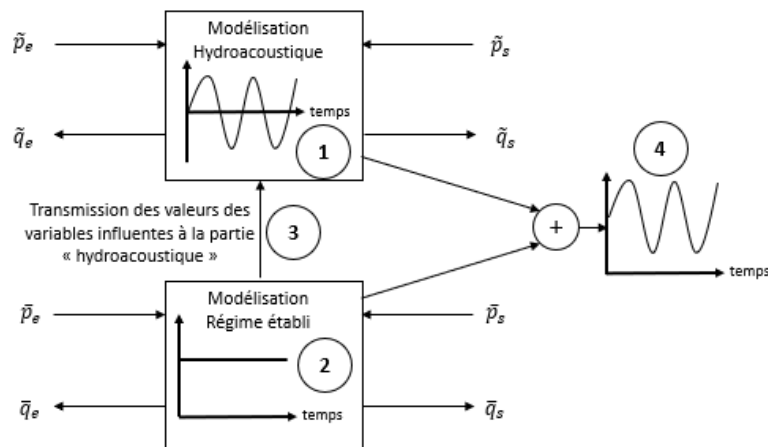 Modélisation
Hydroacoustique
p̃ₑ
p̃ₛ
temps
q̃ₑ
q̃ₛ
1
4
Transmission des valeurs des
variables influentes à la partie
« hydroacoustique »
3
+
temps
Modélisation
Régime établi
p̄ₑ
p̄ₛ
2
q̄ₑ
temps
q̄ₛ